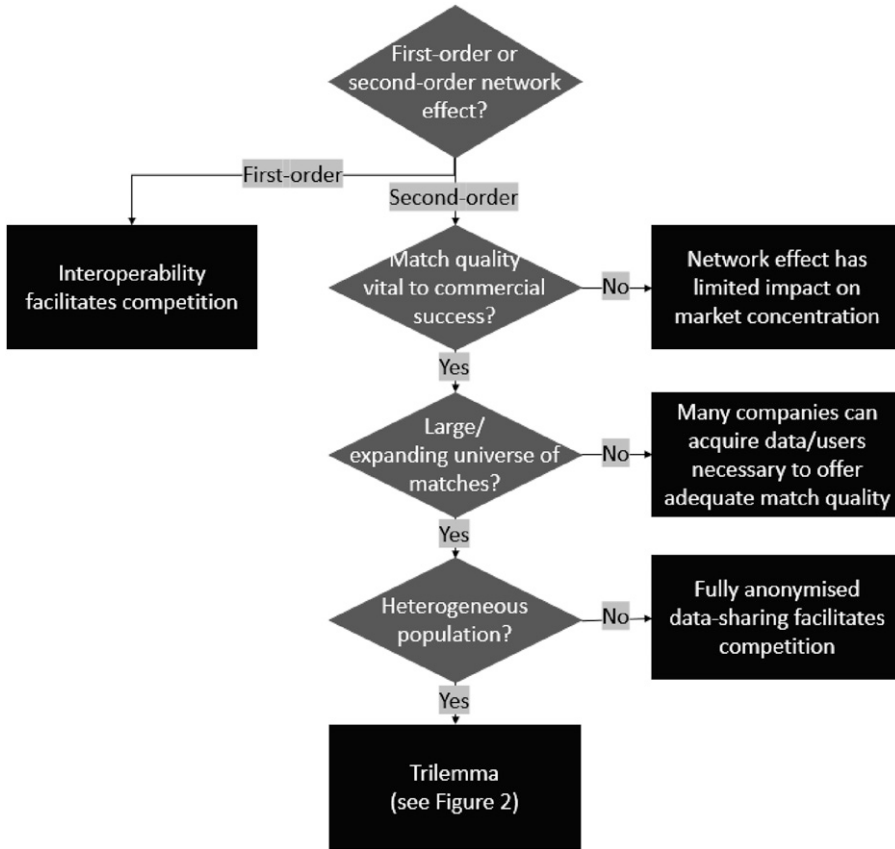 First-order or
second-order network
effect?
First-order
Second-order
Interoperability
facilitates competition
Match quality
vital to commercial
success?
No
Network effect has
limited impact on
market concentration
Yes
Large/
expanding universe of
matches?
No
Many companies can
acquire data/users
necessary to offer
adequate match quality
Yes
Heterogeneous
population?
No
Fully anonymised
data-sharing facilitates
competition
Yes
Trilemma
(see Figure 2)